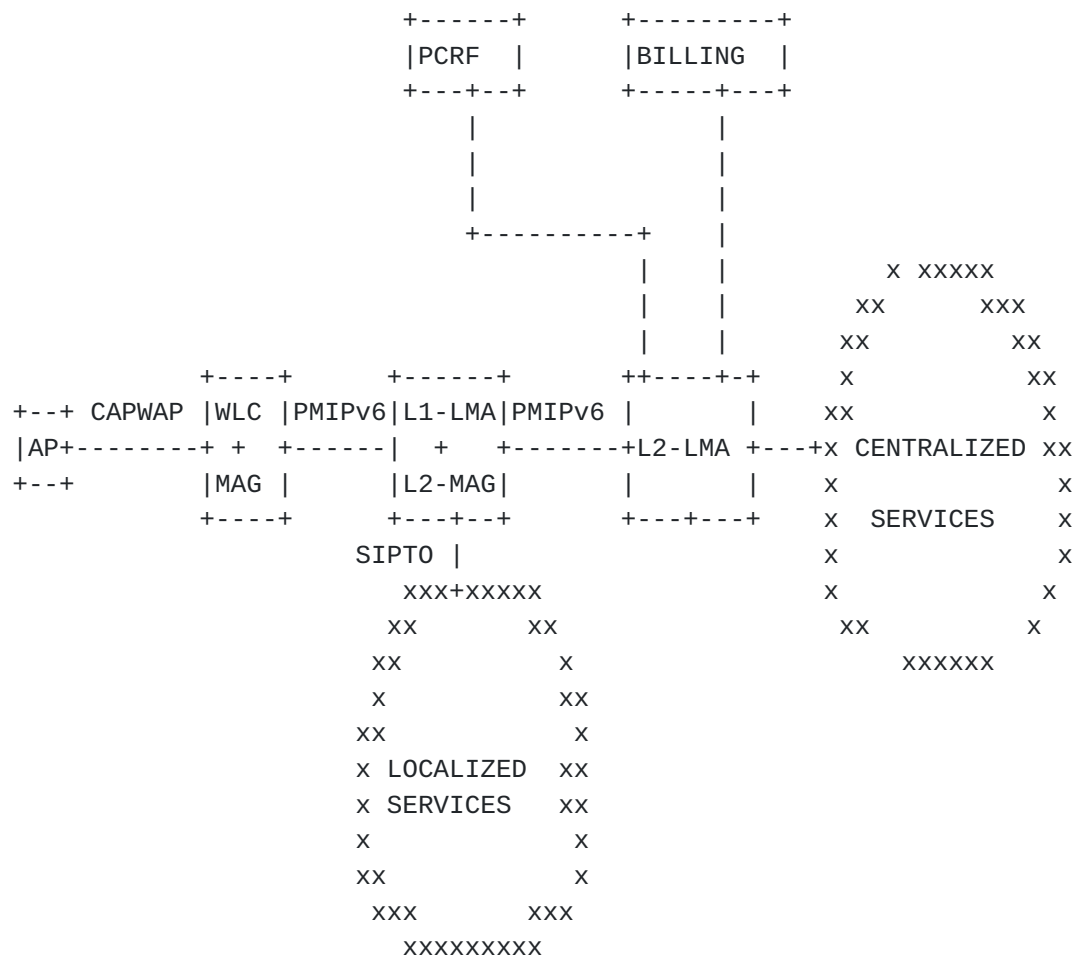 PCRF BILLING
CAPWAP WLC PMIPv6 L1-LMA PMIPv6
AP + + L2-LMA CENTRALIZED
MAG L2-MAG
SERVICES
SIPTO
LOCALIZED
SERVICES